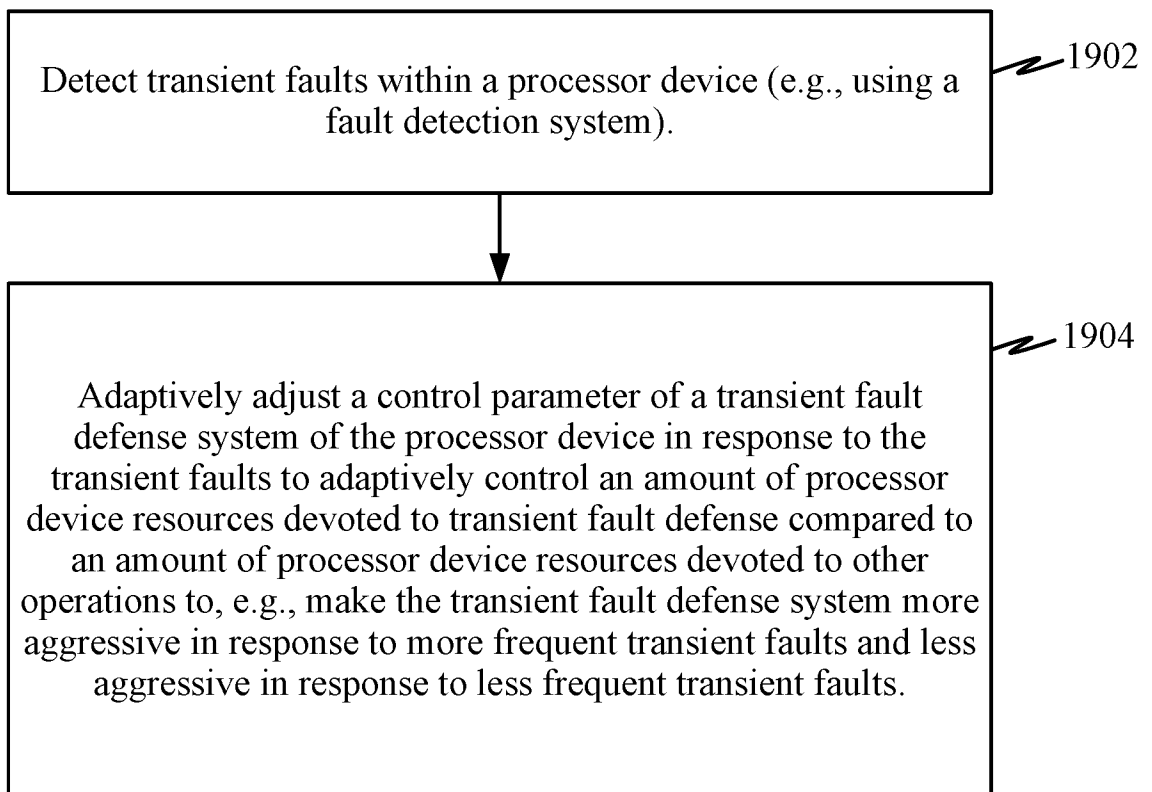 Detect transient faults within a processor device (e.g., using a
fault detection system).
1902
Adaptively adjust a control parameter of a transient fault
defense system of the processor device in response to the
transient faults to adaptively control an amount of processor
device resources devoted to transient fault defense compared to
an amount of processor device resources devoted to other
operations to, e.g., make the transient fault defense system more
aggressive in response to more frequent transient faults and less
aggressive in response to less frequent transient faults.
1904